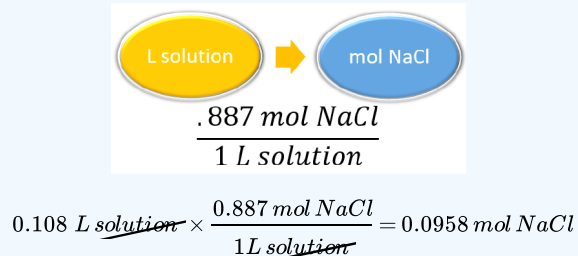 L solution mol NaCl
.887 mol NaCl
1 L solution
0.108 L solution × 0.887 mol NaCl / 1L solution = 0.0958 mol NaCl